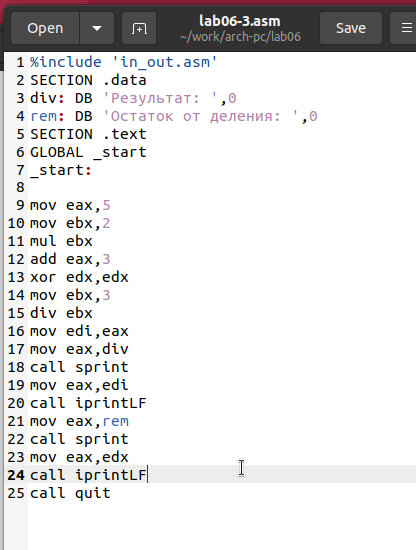 Open
lab06-3.asm
~/work/arch-pc/lab06
Save
1 %include 'in_out.asm'
2 SECTION .data
3 div: DB 'Результат: ',0
4 rem: DB 'Остаток от деления: ',0
5 SECTION .text
6 GLOBAL _start
7 _start:
8
9 mov eax,5
10 mov ebx,2
11 mul ebx
12 add eax,3
13 xor edx,edx
14 mov ebx,3
15 div ebx
16 mov edi,eax
17 mov eax,div
18 call sprint
19 mov eax,edi
20 call iprintLF
21 mov eax,rem
22 call sprint
23 mov eax,edx
24 call iprintLF
25 call quit